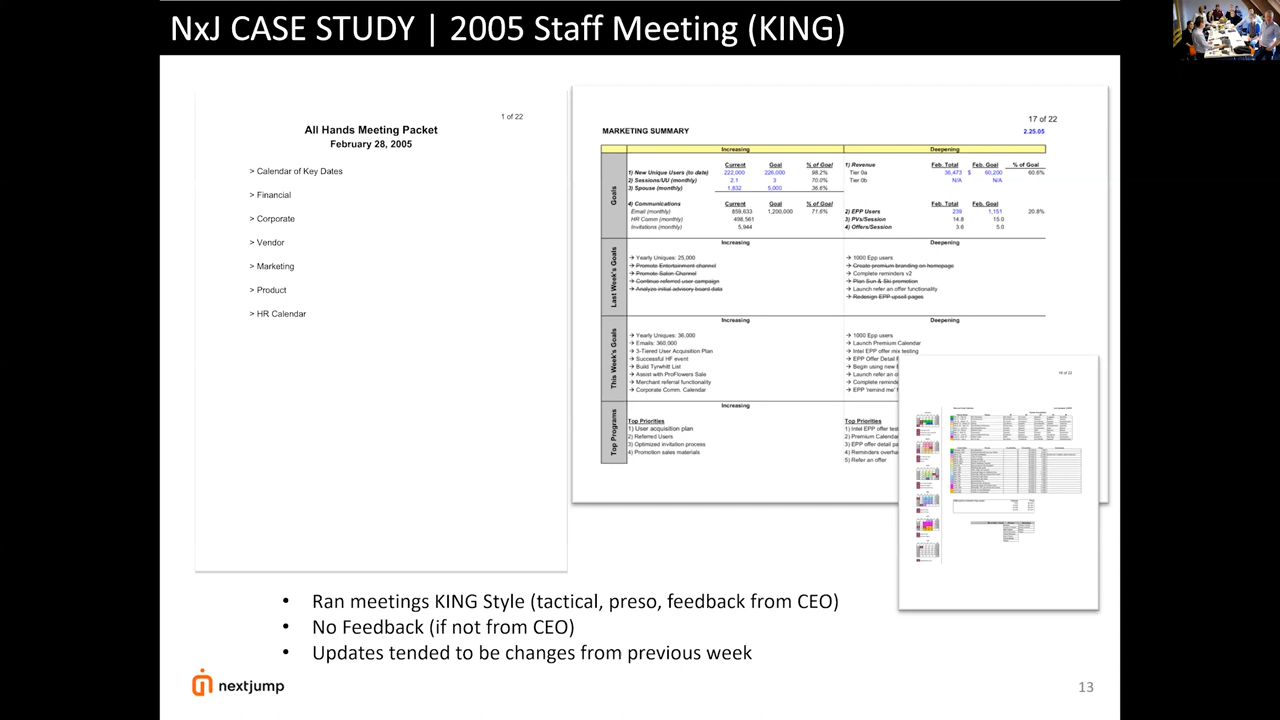 NxJ CASE STUDY | 2005 Staff Meeting (KING)
1 of 22
All Hands Meeting Packet
February 28, 2005
> Calendar of Key Dates
> Financial
> Corporate
> Vendor
> Marketing
> Product
> HR Calendar
17 of 22
MARKETING SUMMARY
2.25.05
Increasing Deepening
Goals
Current Goal % of Goal
1) New Unique Users (to date) 222,000 226,000 98.2%
2) Sessions/UU (monthly) 2.1 3 70.0%
3) Spouse (monthly) 1,832 5,000 36.6%
4) Communications Current Goal % of Goal
Email (monthly) 859,633 1,200,000 71.6%
HR Comm (monthly) 498,561
Invitations (monthly) 5,944
1) Revenue Feb. Total Feb. Goal % of Goal
Tier 0a 36,473 $ 60,200 60.6%
Tier 0b N/A N/A
Feb. Total Feb. Goal
2) EPP Users 239 1,151 20.8%
3) PVs/Session 14.8 15.0
4) Offers/Session 3.6 5.0
Last Week's Goals
Increasing
→ Yearly Uniques: 25,000
→ Promote Entertainment channel
→ Promote Salon Channel
→ Continue referred user campaign
→ Analyze initial advisory board data
Deepening
→ 1000 Epp users
→ Create premium branding on homepage
→ Complete reminders v2
→ Plan Sun & Ski promotion
→ Launch refer an offer functionality
→ Redesign EPP upsell pages
This Week's Goals
Increasing
→ Yearly Uniques: 36,000
→ Emails: 360,000
→ 3-Tiered User Acquisition Plan
→ Successful HF event
→ Build Tyrwhitt List
→ Assist with ProFlowers Sale
→ Merchant referral functionality
→ Corporate Comm. Calendar
Deepening
→ 1000 Epp users
→ Launch Premium Calendar
→ Intel EPP offer mix testing
→ EPP Offer Detail
→ Begin using new
→ Launch refer an
→ Complete
→ EPP 'remind me'
Top Programs
Increasing
Top Priorities
1) User acquisition plan
2) Referred Users
3) Optimized invitation process
4) Promotion sales materials
Top Priorities
1) Intel EPP offer
2) Premium Calendar
3) EPP offer detail
4) Reminders
5) Refer an offer
• Ran meetings KING Style (tactical, preso, feedback from CEO)
• No Feedback (if not from CEO)
• Updates tended to be changes from previous week
nextjump
13